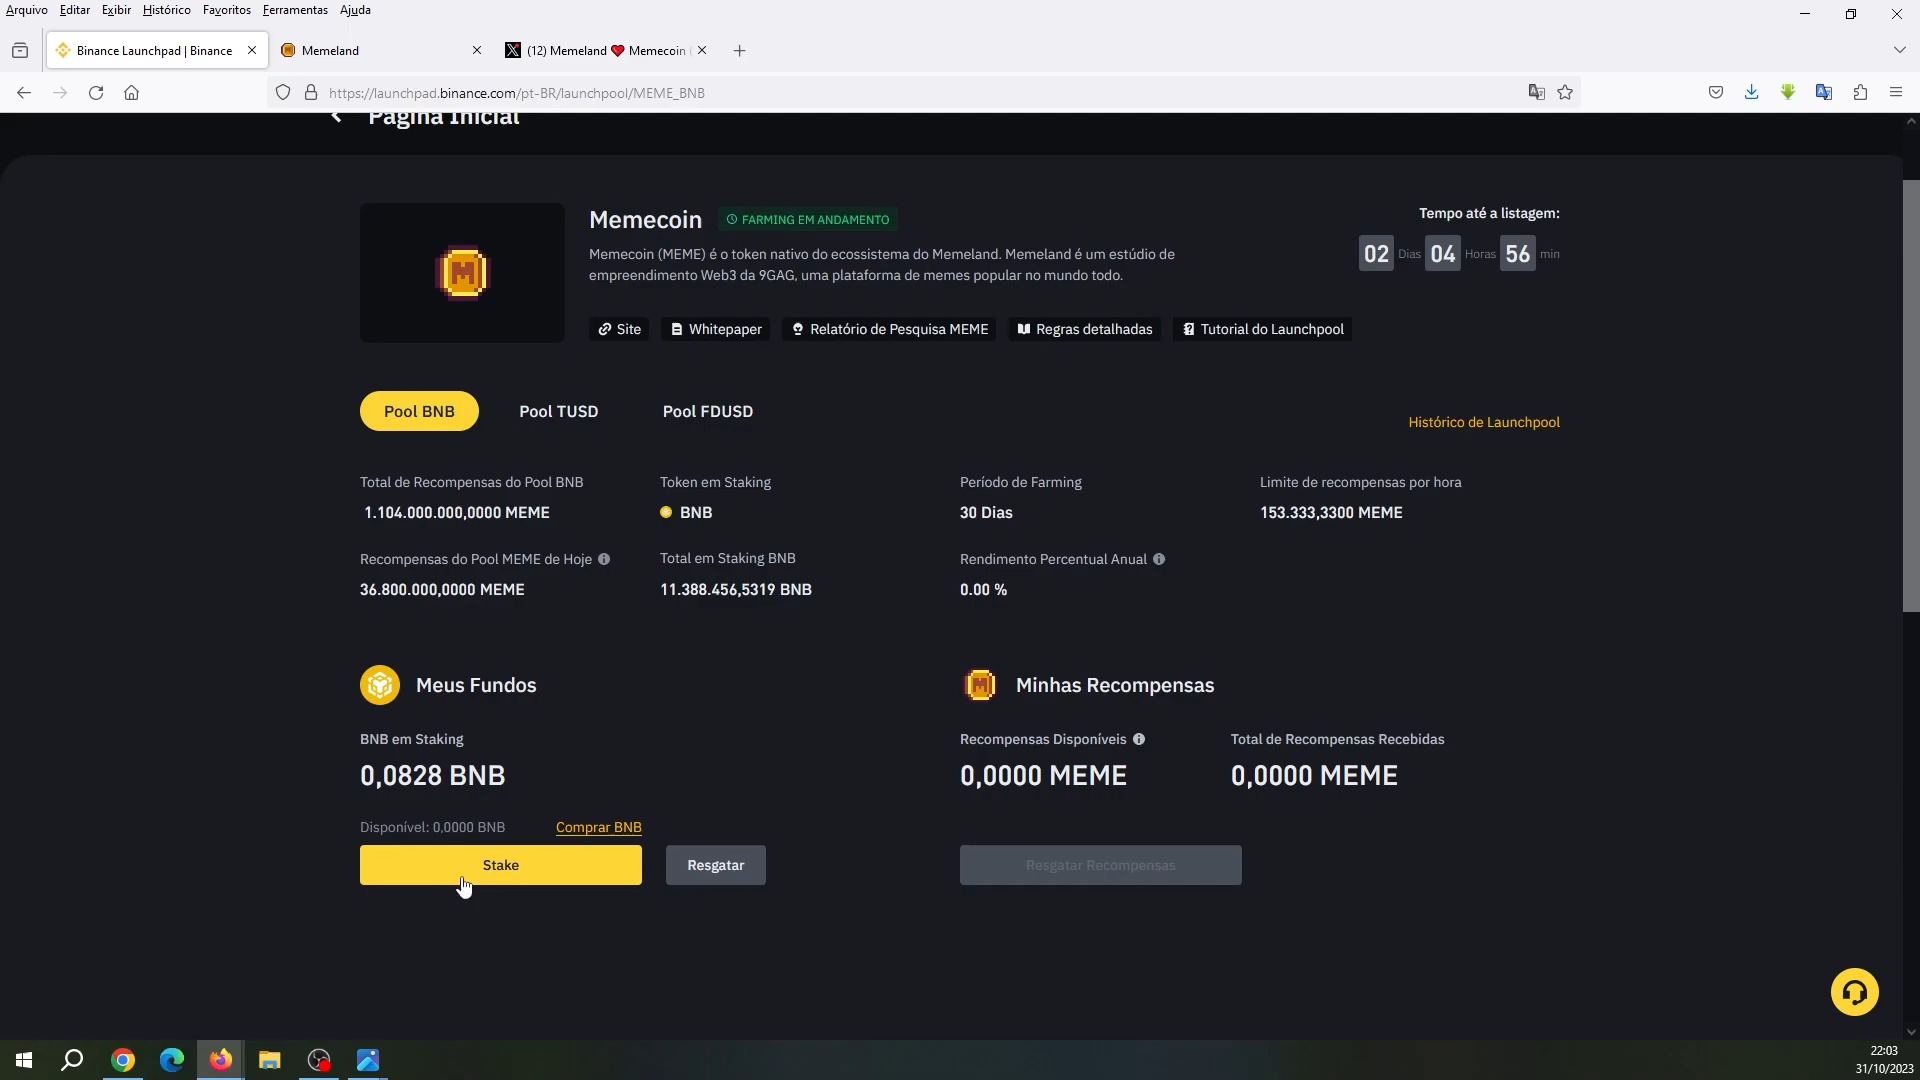 Arquivo Editar Exibir Histórico Favoritos Ferramentas Ajuda
Binance Launchpad | Binance
Memeland
(12) Memeland ❤ Memecoin
https://launchpad.binance.com/pt-BR/launchpool/MEME_BNB
Página Inicial
Memecoin
FARMING EM ANDAMENTO
Tempo até a listagem:
Memecoin (MEME) é o token nativo do ecossistema do Memeland. Memeland é um estúdio de
empreendimento Web3 da 9GAG, uma plataforma de memes popular no mundo todo.
02 Dias 04 Horas 56 min
Site
Whitepaper
Relatório de Pesquisa MEME
Regras detalhadas
Tutorial do Launchpool
Pool BNB
Pool TUSD
Pool FDUSD
Histórico de Launchpool
Total de Recompensas do Pool BNB
Token em Staking
Período de Farming
Limite de recompensas por hora
1.104.000.000,0000 MEME
BNB
30 Dias
153.333,3300 MEME
Recompensas do Pool MEME de Hoje
Total em Staking BNB
Rendimento Percentual Anual
36.800.000,0000 MEME
11.388.456,5319 BNB
0.00 %
Meus Fundos
Minhas Recompensas
BNB em Staking
Recompensas Disponíveis
Total de Recompensas Recebidas
0,0828 BNB
0,0000 MEME
0,0000 MEME
Disponível: 0,0000 BNB
Comprar BNB
Stake
Resgatar
Resgatar Recompensas
22:03
31/10/2023